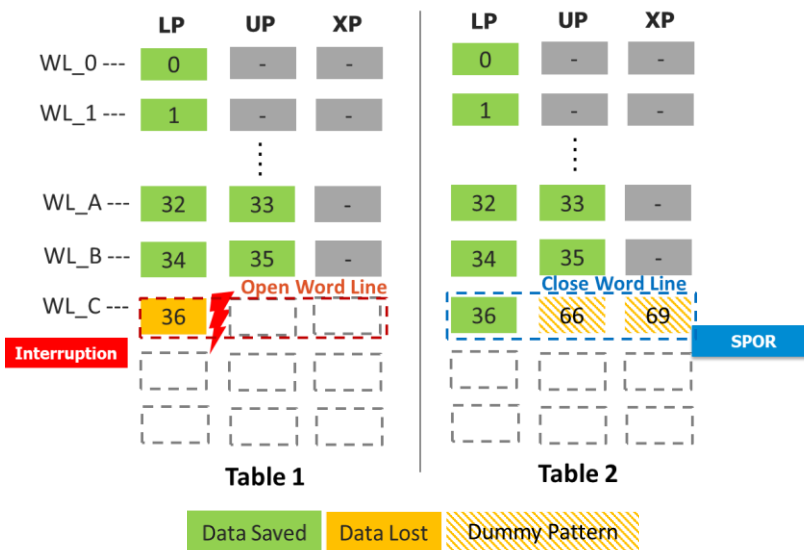 LP UP XP LP UP XP
WL_0 --- 0 - - 0 - -
WL_1 --- 1 - - 1 - -
WL_A --- 32 33 - 32 33 -
WL_B --- 34 35 - 34 35 -
Open Word Line Close Word Line
WL_C --- 36 36 66 69
Interruption SPOR
Table 1 Table 2
Data Saved Data Lost Dummy Pattern